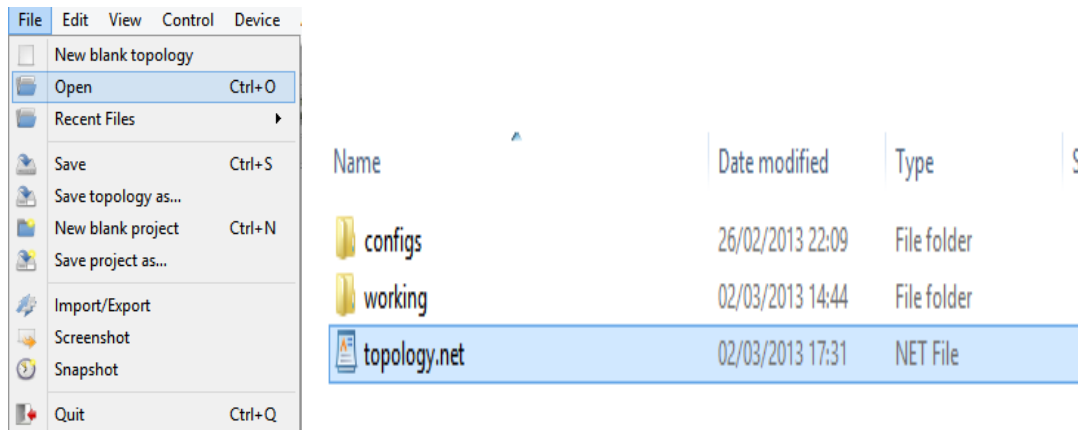 File Edit View Control Device
New blank topology
Open Ctrl+O
Recent Files
Save Ctrl+S
Save topology as...
New blank project Ctrl+N
Save project as...
Import/Export
Screenshot
Snapshot
Quit Ctrl+Q
Name Date modified Type S
configs 26/02/2013 22:09 File folder
working 02/03/2013 14:44 File folder
topology.net 02/03/2013 17:31 NET File